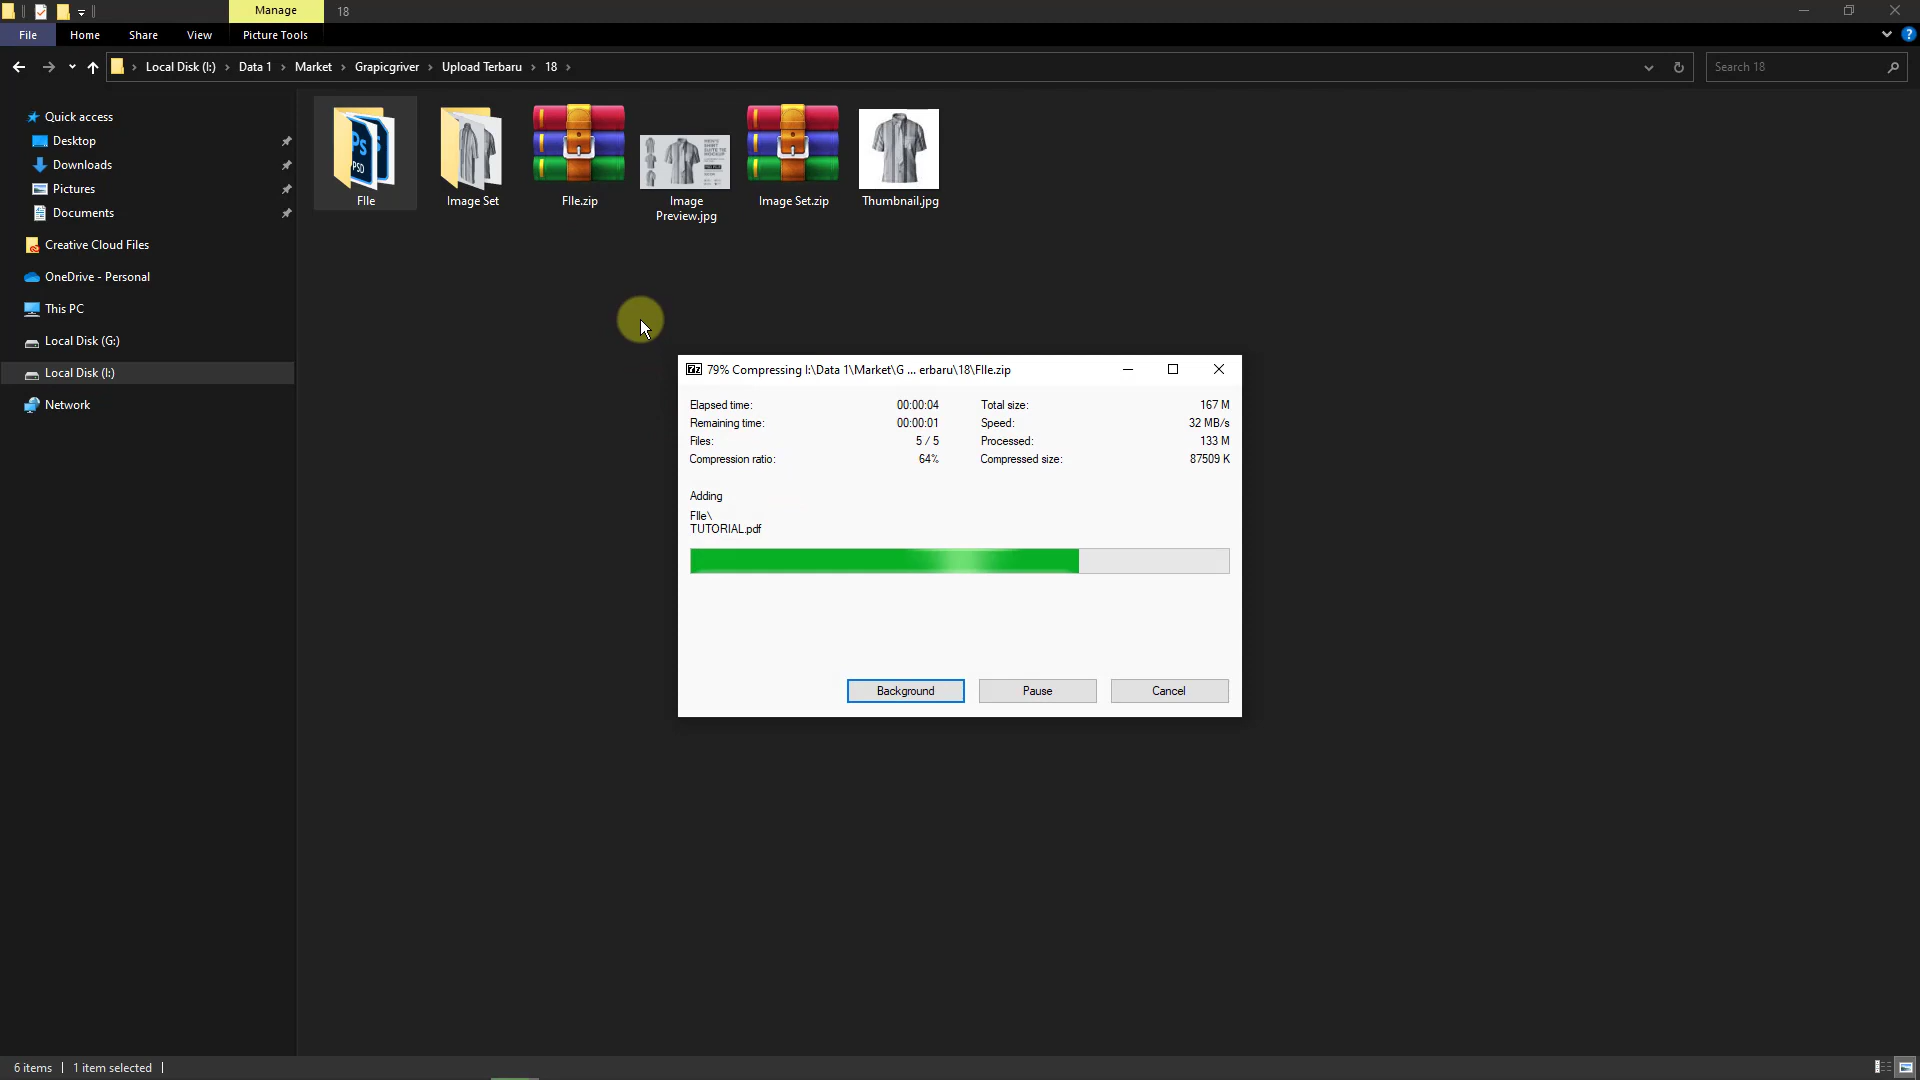 Manage
18
File
Home
Share
View
Picture Tools
Local Disk (I:)
Data 1
Market
Grapicgriver
Upload Terbaru
18
Search 18
Quick access
Desktop
Downloads
Pictures
Documents
Creative Cloud Files
OneDrive - Personal
This PC
Local Disk (G:)
Local Disk (I:)
Network
PSD
FIle
Image Set
FIle.zip
Image
Preview.jpg
Image Set.zip
Thumbnail.jpg
79% Compressing I:\Data 1\Market\G ... erbaru\18\FIle.zip
Elapsed time: 00:00:04
Remaining time: 00:00:01
Files: 5 / 5
Compression ratio: 64%
Total size: 167 M
Speed: 32 MB/s
Processed: 133 M
Compressed size: 87509 K
Adding
FIle\
TUTORIAL.pdf
Background
Pause
Cancel
6 items
1 item selected